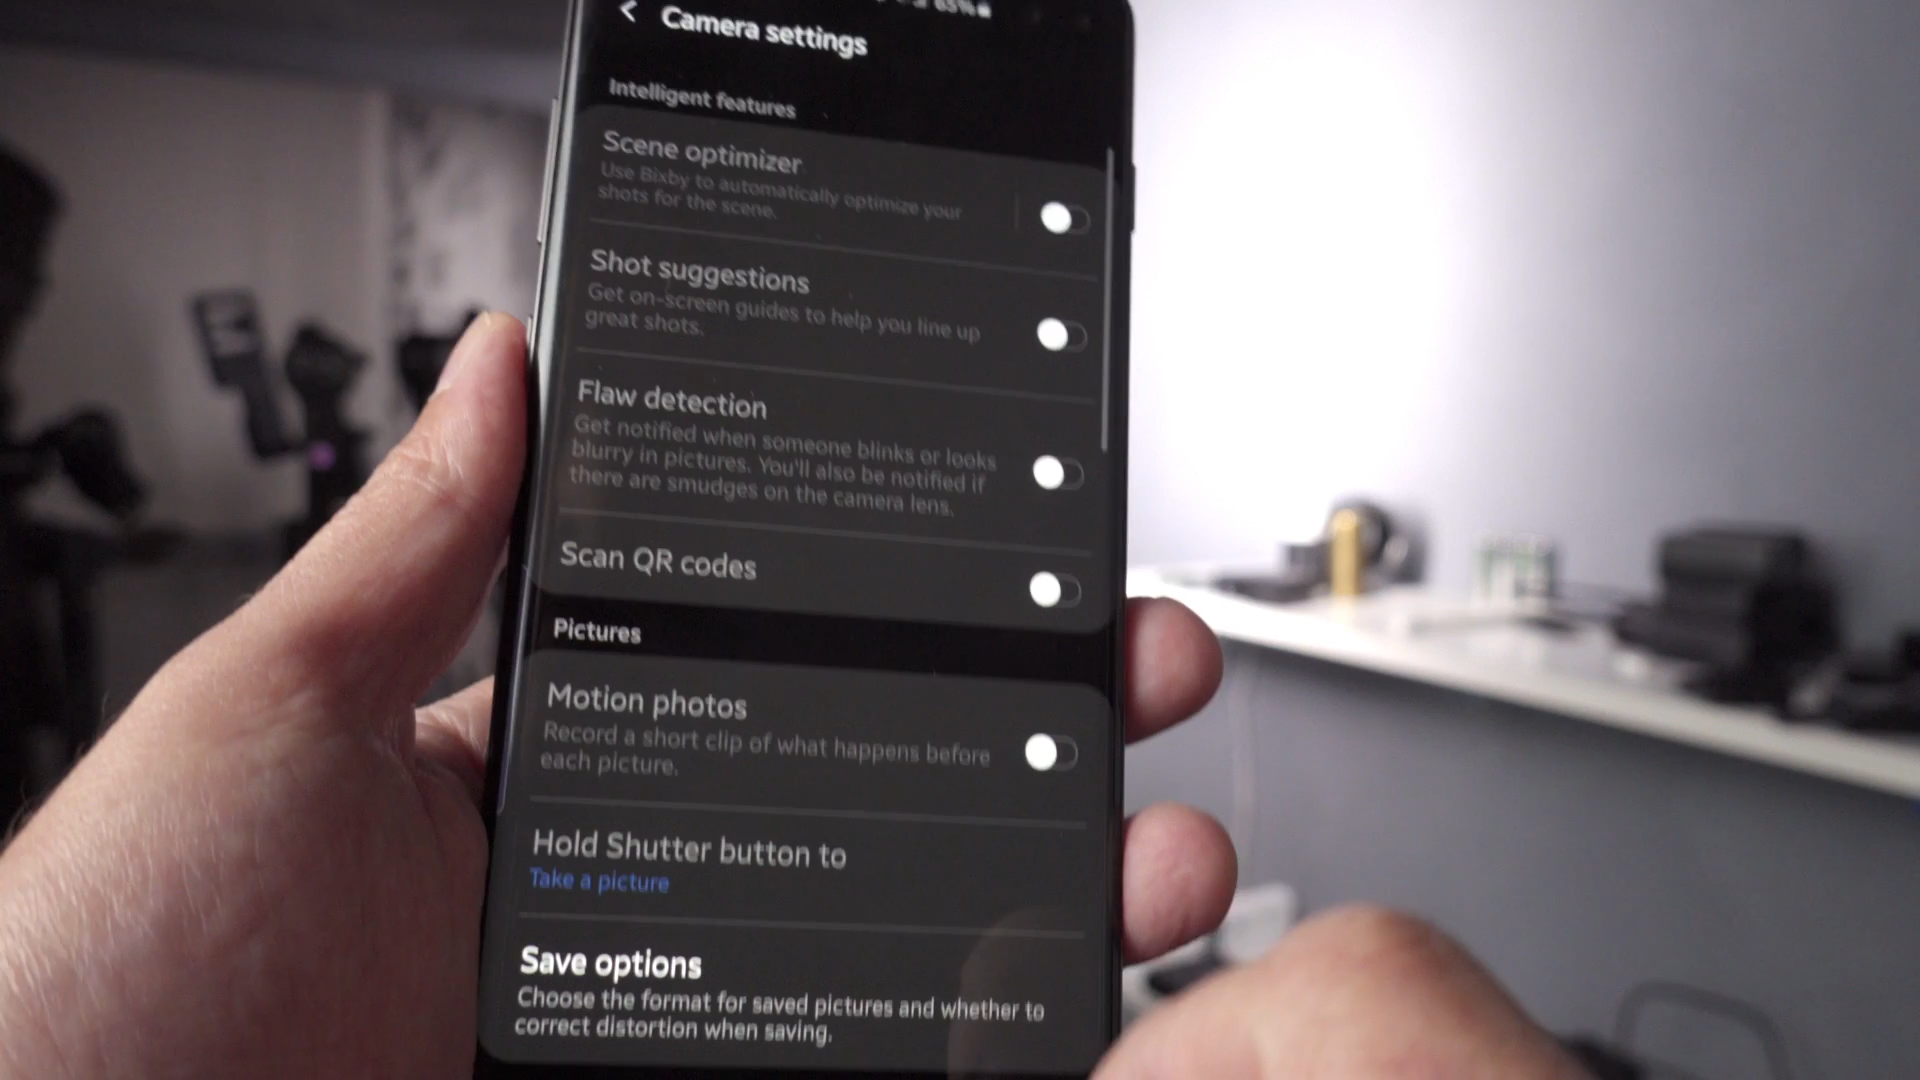 65%
Camera settings
Intelligent features
Scene optimizer
Use Bixby to automatically optimize your
shots for the scene.
Shot suggestions
Get on-screen guides to help you line up
great shots.
Flaw detection
Get notified when someone blinks or looks
blurry in pictures. You'll also be notified if
there are smudges on the camera lens.
Scan QR codes
Pictures
Motion photos
Record a short clip of what happens before
each picture.
Hold Shutter button to
Take a picture
Save options
Choose the format for saved pictures and whether to
correct distortion when saving.